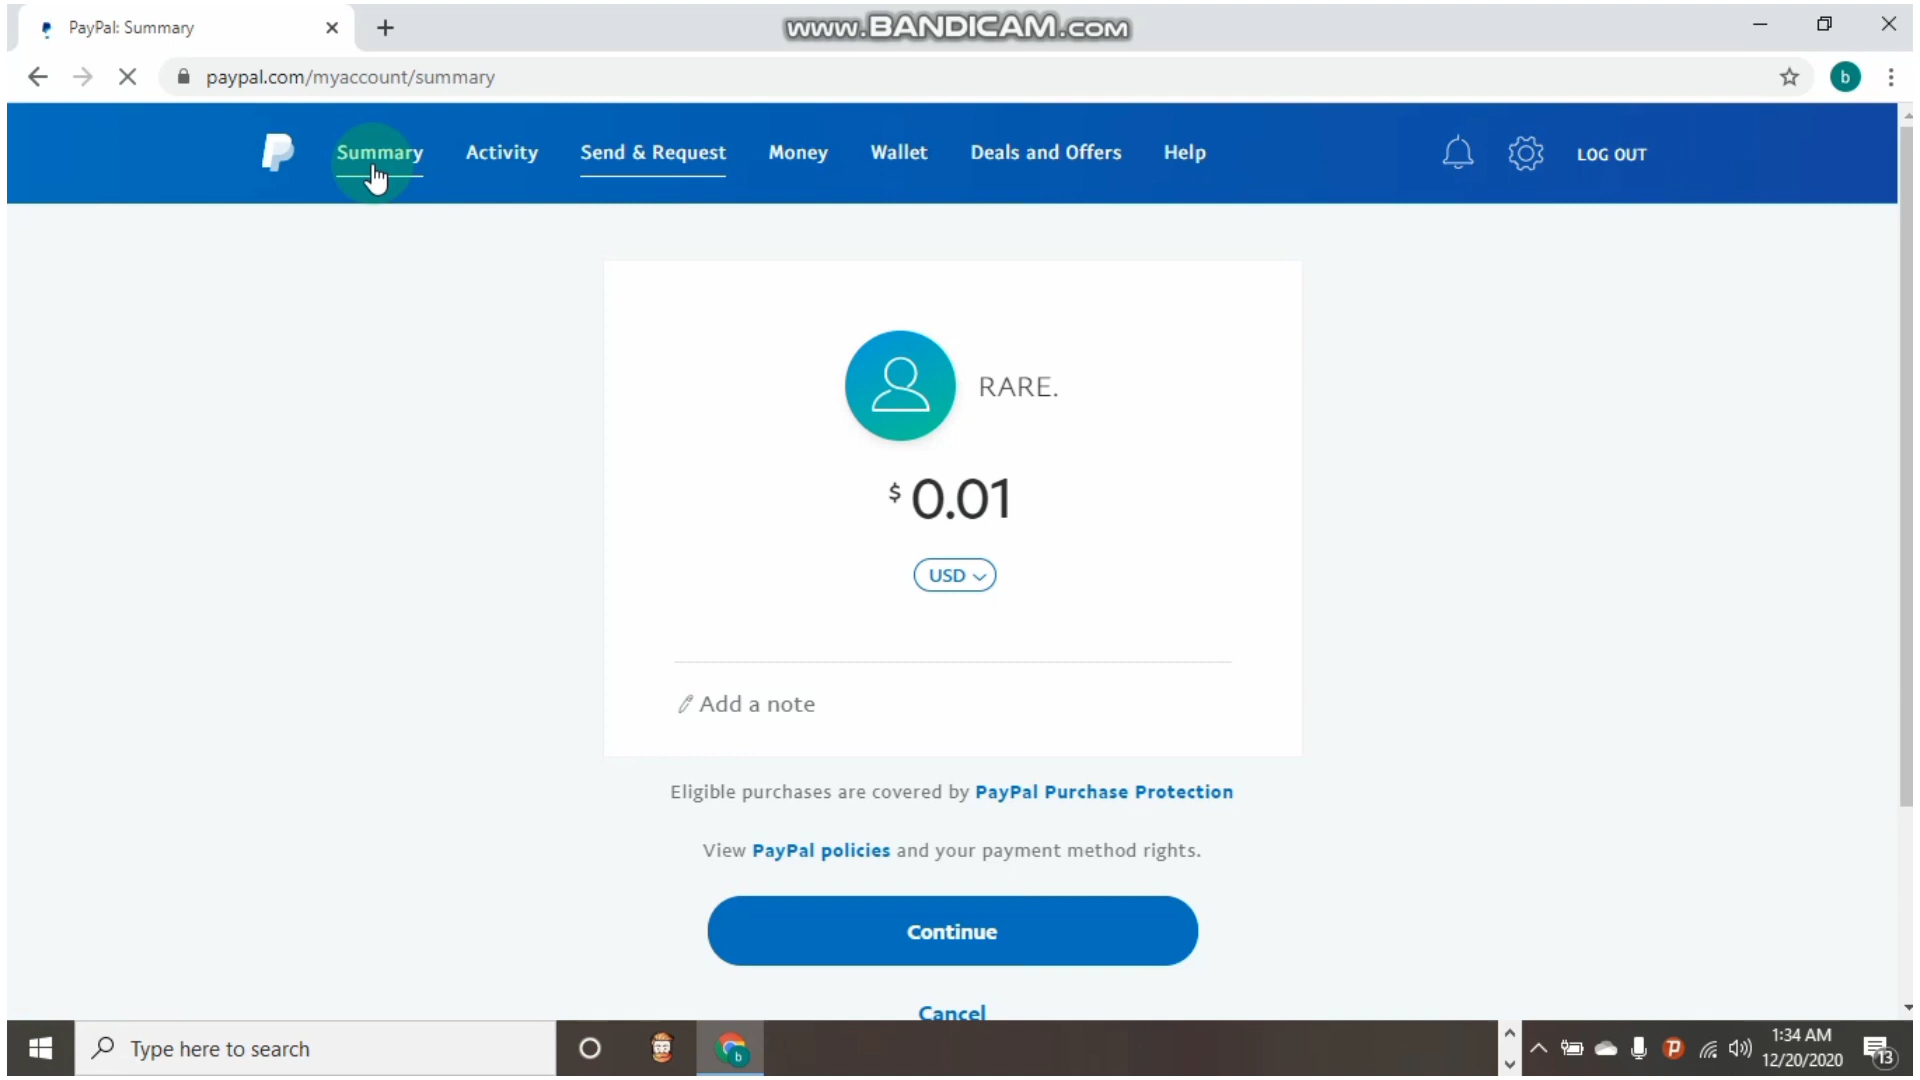 PayPal: Summary
www.BANDICAM.com
paypal.com/myaccount/summary
b
Summary
Activity
Send & Request
Money
Wallet
Deals and Offers
Help
LOG OUT
RARE.
$ 0.01
USD
Add a note
Eligible purchases are covered by PayPal Purchase Protection
View PayPal policies and your payment method rights.
Continue
Cancel
Type here to search
b
P
1:34 AM
12/20/2020
13